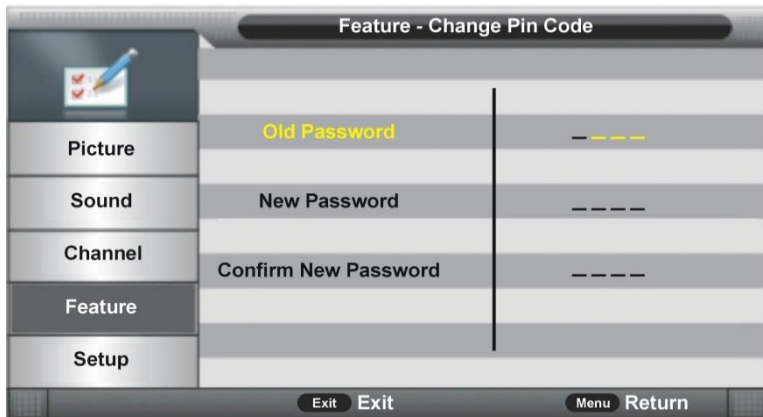 Feature - Change Pin Code
Picture
Sound
Channel
Feature
Setup
Old Password _ _ _ _
New Password _ _ _ _
Confirm New Password _ _ _ _
Exit Exit
Menu Return